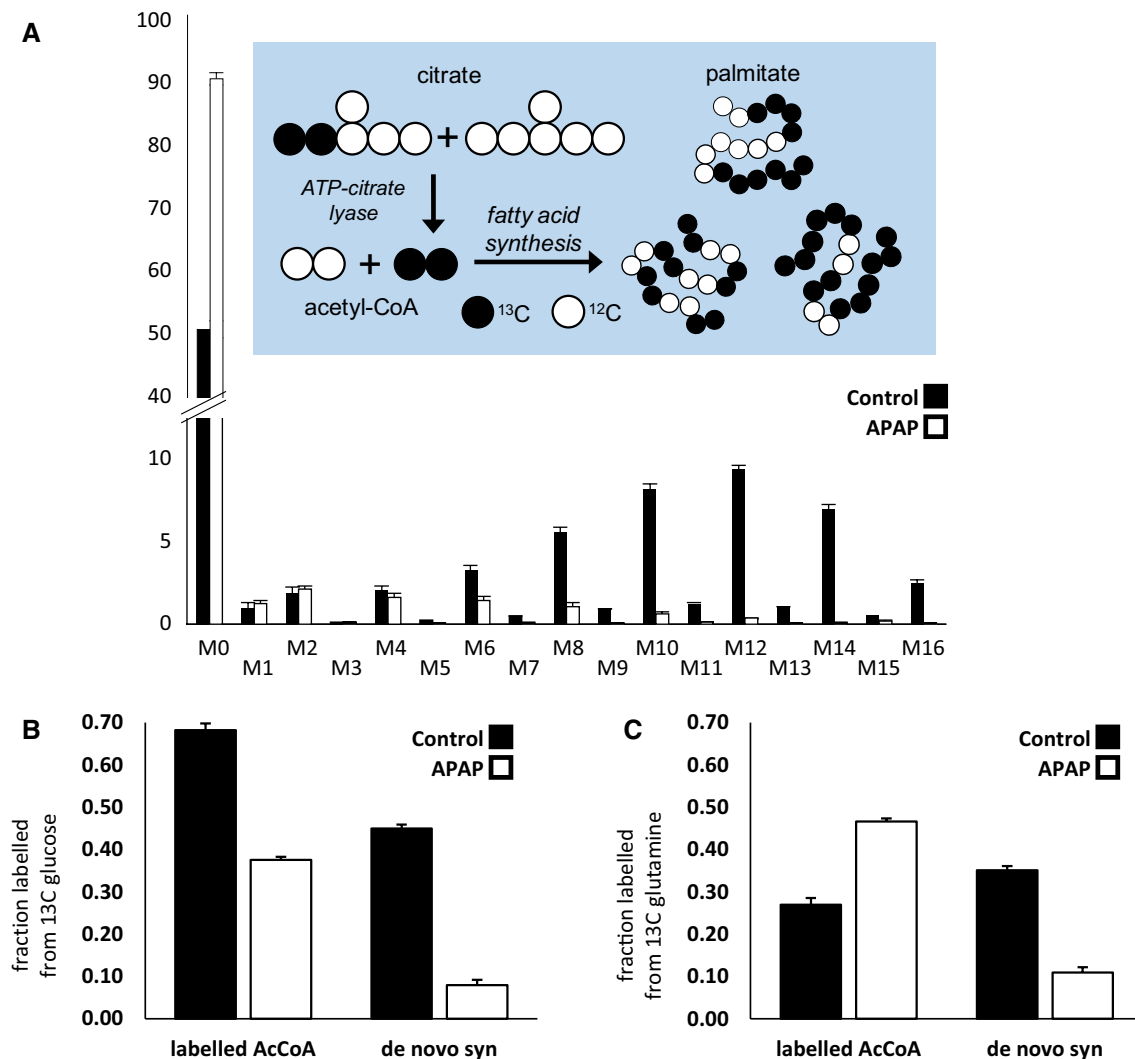 A
100
90
80
70
60
50
40
10
5
0
citrate
palmitate
+
ATP-citrate
lyase
fatty acid
synthesis
+
acetyl-CoA
13C
12C
Control
APAP
M0 M2 M4 M6 M8 M10 M12 M14 M16
M1 M3 M5 M7 M9 M11 M13 M15
B
fraction labelled
from 13C glucose
0.70
0.60
0.50
0.40
0.30
0.20
0.10
0.00
Control
APAP
labelled AcCoA de novo syn
C
fraction labelled
from 13C glutamine
0.70
0.60
0.50
0.40
0.30
0.20
0.10
0.00
Control
APAP
labelled AcCoA de novo syn